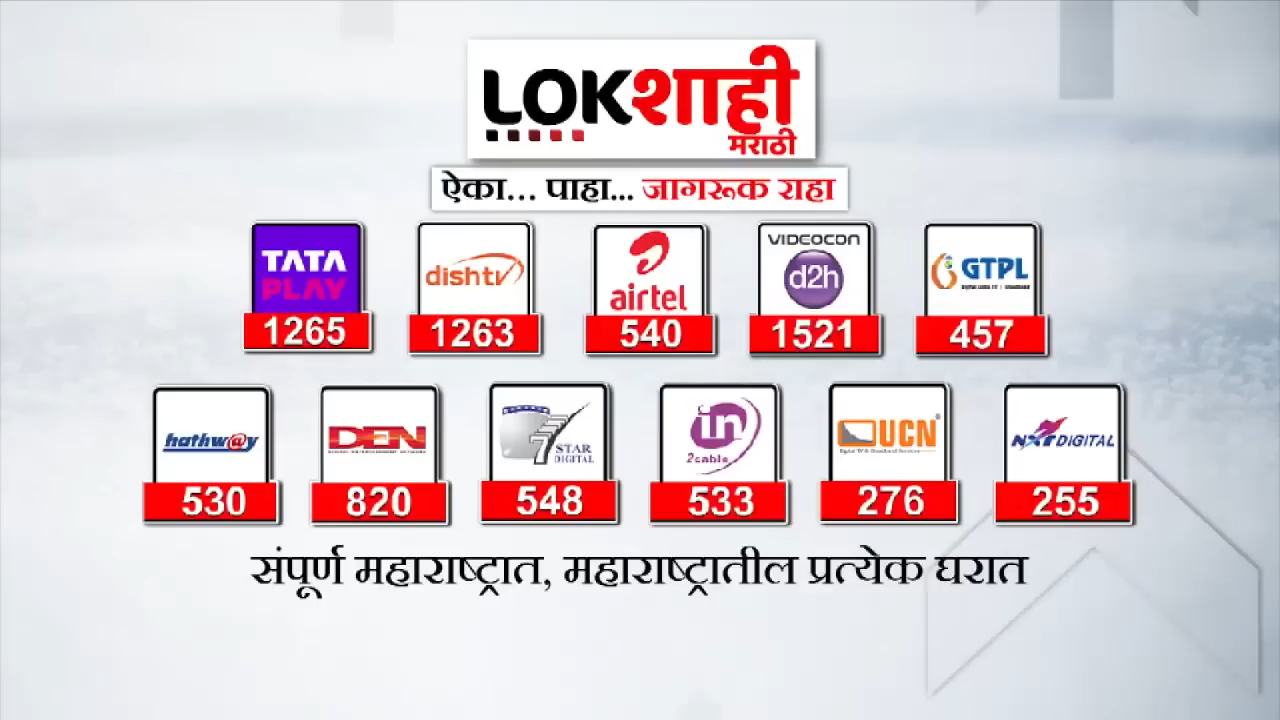 LOKशाही
मराठी
ऐका... पाहा... जागरूक राहा
TATA PLAY
1265
dishtv
1263
airtel
540
VIDEOCON d2h
1521
GTPL
457
hathw@y
530
DEN
820
7 STAR DIGITAL
548
in 2cable
533
UCN
276
NXT DIGITAL
255
संपूर्ण महाराष्ट्रात, महाराष्ट्रातील प्रत्येक घरात